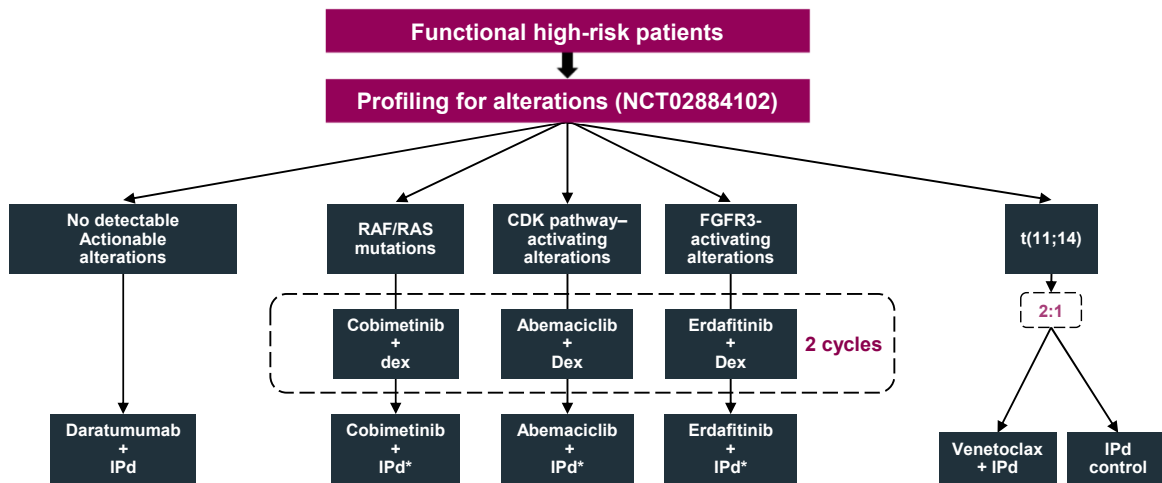 Functional high-risk patients
Profiling for alterations (NCT02884102)
No detectable
Actionable
alterations
RAF/RAS
mutations
CDK pathway–
activating
alterations
FGFR3-
activating
alterations
t(11;14)
2:1
Cobimetinib
+
dex
Abemaciclib
+
Dex
Erdafitinib
+
Dex
2 cycles
Daratumumab
+
IPd
Cobimetinib
+
IPd*
Abemaciclib
+
IPd*
Erdafitinib
+
IPd*
Venetoclax
+ IPd
IPd
control